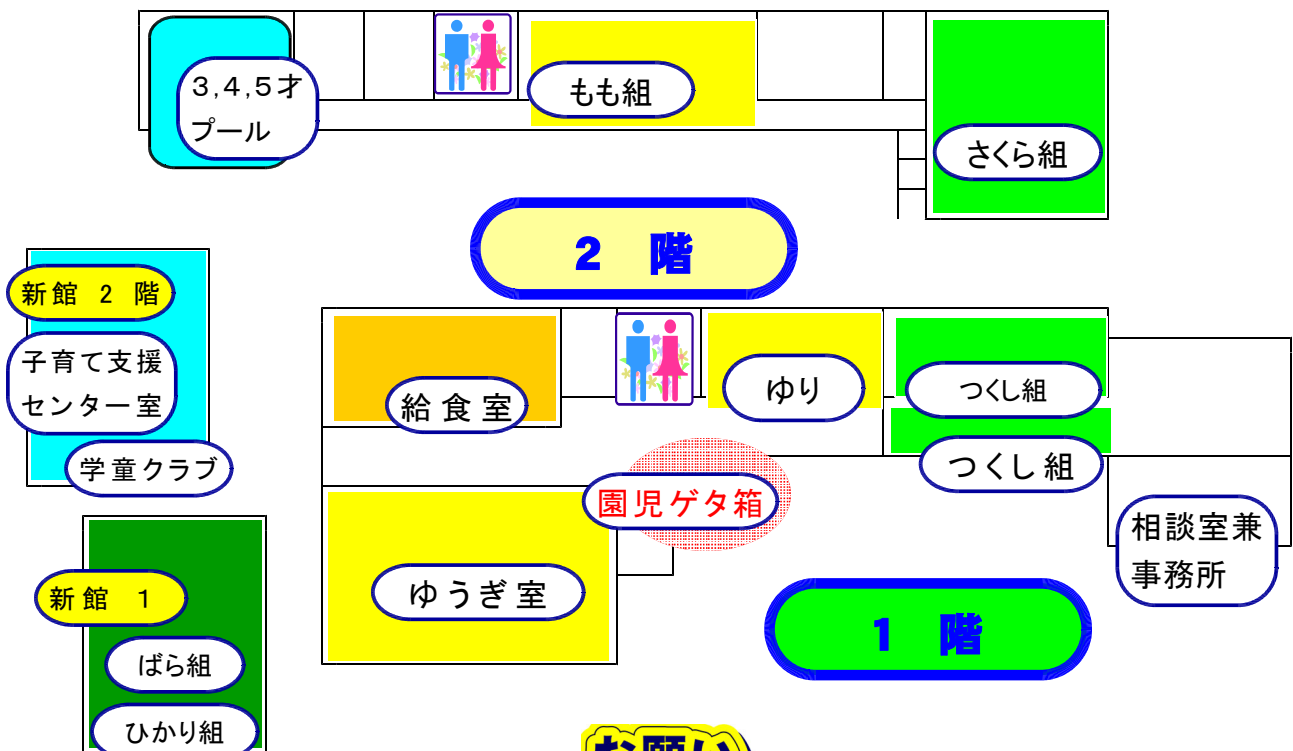 3,4,5才
プール
もも組
さくら組
2 階
新館 2 階
子育て支援
センター室
学童クラブ
給食室
ゆり
つくし組
つくし組
園児ゲタ箱
相談室兼
事務所
ゆうぎ室
1 階
新館 1
ばら組
ひかり組
お願い